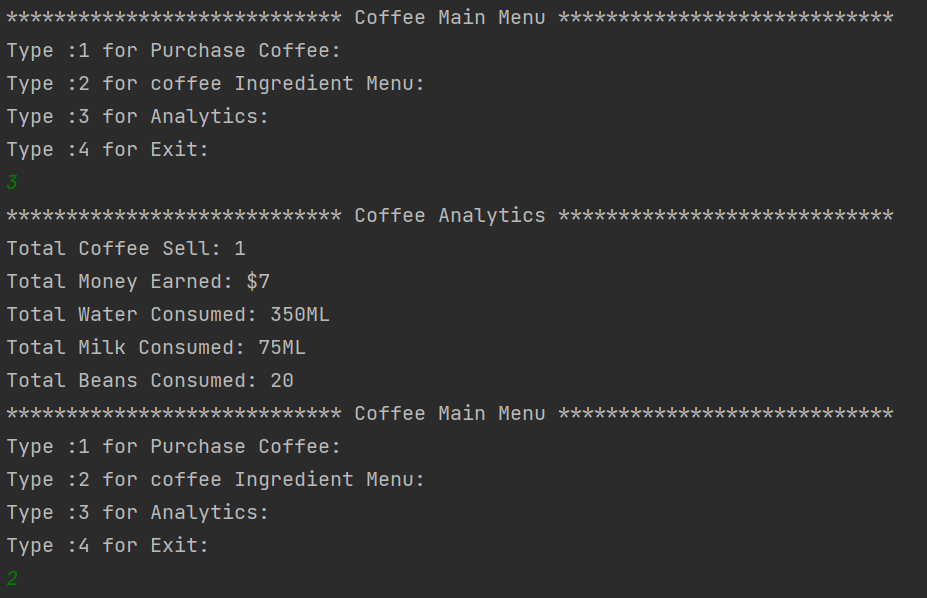 **************************** Coffee Main Menu ****************************
Type :1 for Purchase Coffee:
Type :2 for coffee Ingredient Menu:
Type :3 for Analytics:
Type :4 for Exit:
3
**************************** Coffee Analytics ****************************
Total Coffee Sell: 1
Total Money Earned: $7
Total Water Consumed: 350ML
Total Milk Consumed: 75ML
Total Beans Consumed: 20
**************************** Coffee Main Menu ****************************
Type :1 for Purchase Coffee:
Type :2 for coffee Ingredient Menu:
Type :3 for Analytics:
Type :4 for Exit:
2